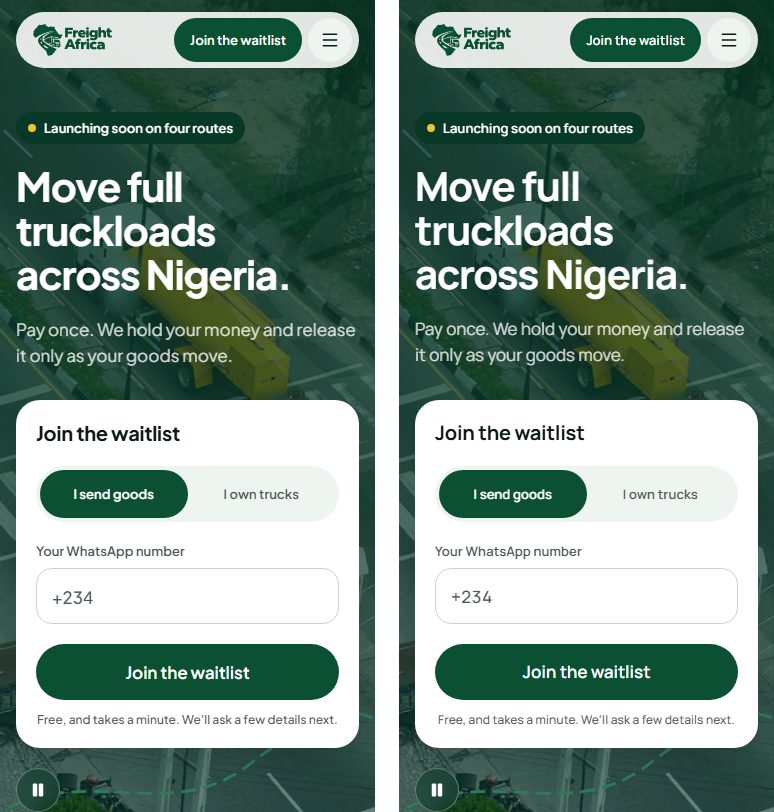 Freight
Africa
Join the waitlist
Launching soon on four routes
Move full
truckloads
across Nigeria.
Pay once. We hold your money and release
it only as your goods move.
Join the waitlist
I send goods
I own trucks
Your WhatsApp number
+234
Join the waitlist
Free, and takes a minute. We'll ask a few details next.
Freight
Africa
Join the waitlist
Launching soon on four routes
Move full
truckloads
across Nigeria.
Pay once. We hold your money and release
it only as your goods move.
Join the waitlist
I send goods
I own trucks
Your WhatsApp number
+234
Join the waitlist
Free, and takes a minute. We'll ask a few details next.